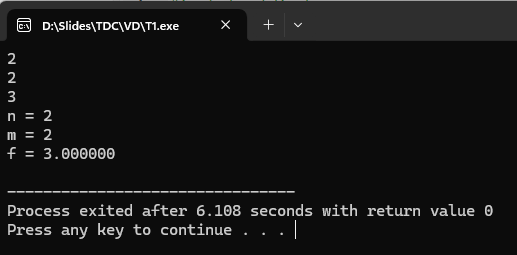 D:\Slides\TDC\VD\T1.exe
2
2
3
n = 2
m = 2
f = 3.000000
--------------------------------
Process exited after 6.108 seconds with return value 0
Press any key to continue . . .